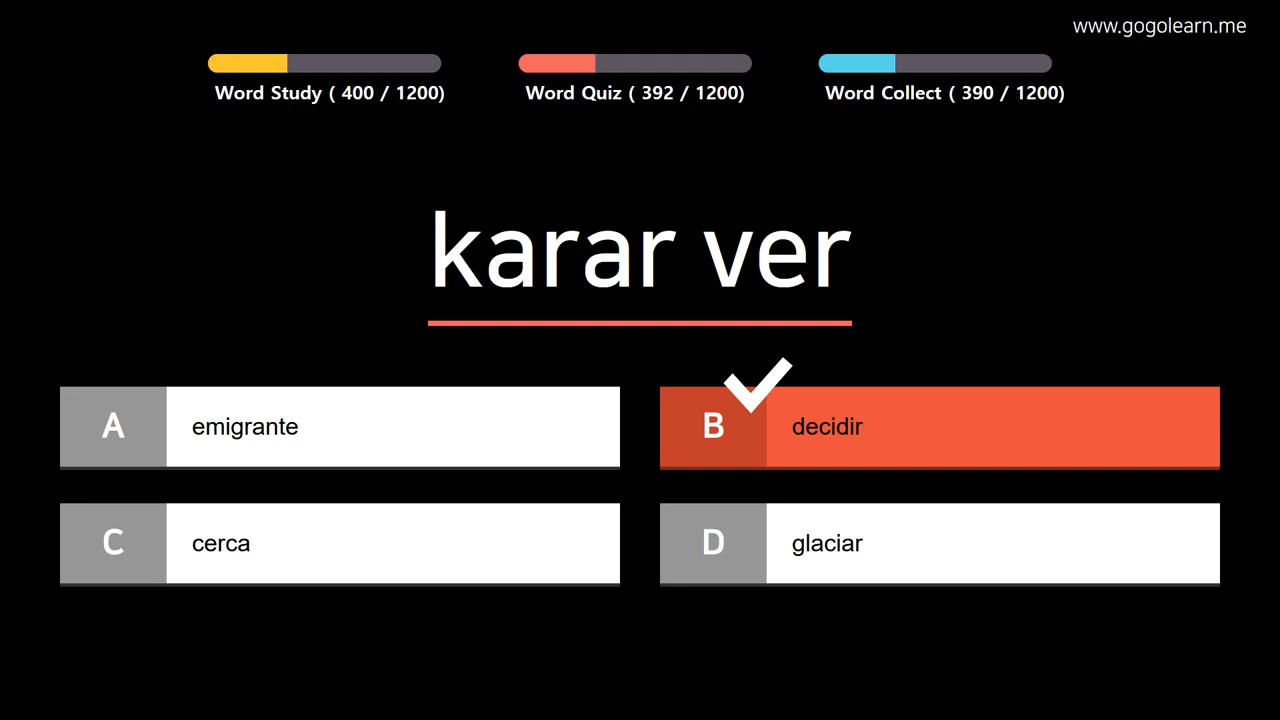 www.gogolearn.me
Word Study ( 400 / 1200)
Word Quiz ( 392 / 1200)
Word Collect ( 390 / 1200)
karar ver
A
emigrante
B
decidir
C
cerca
D
glaciar